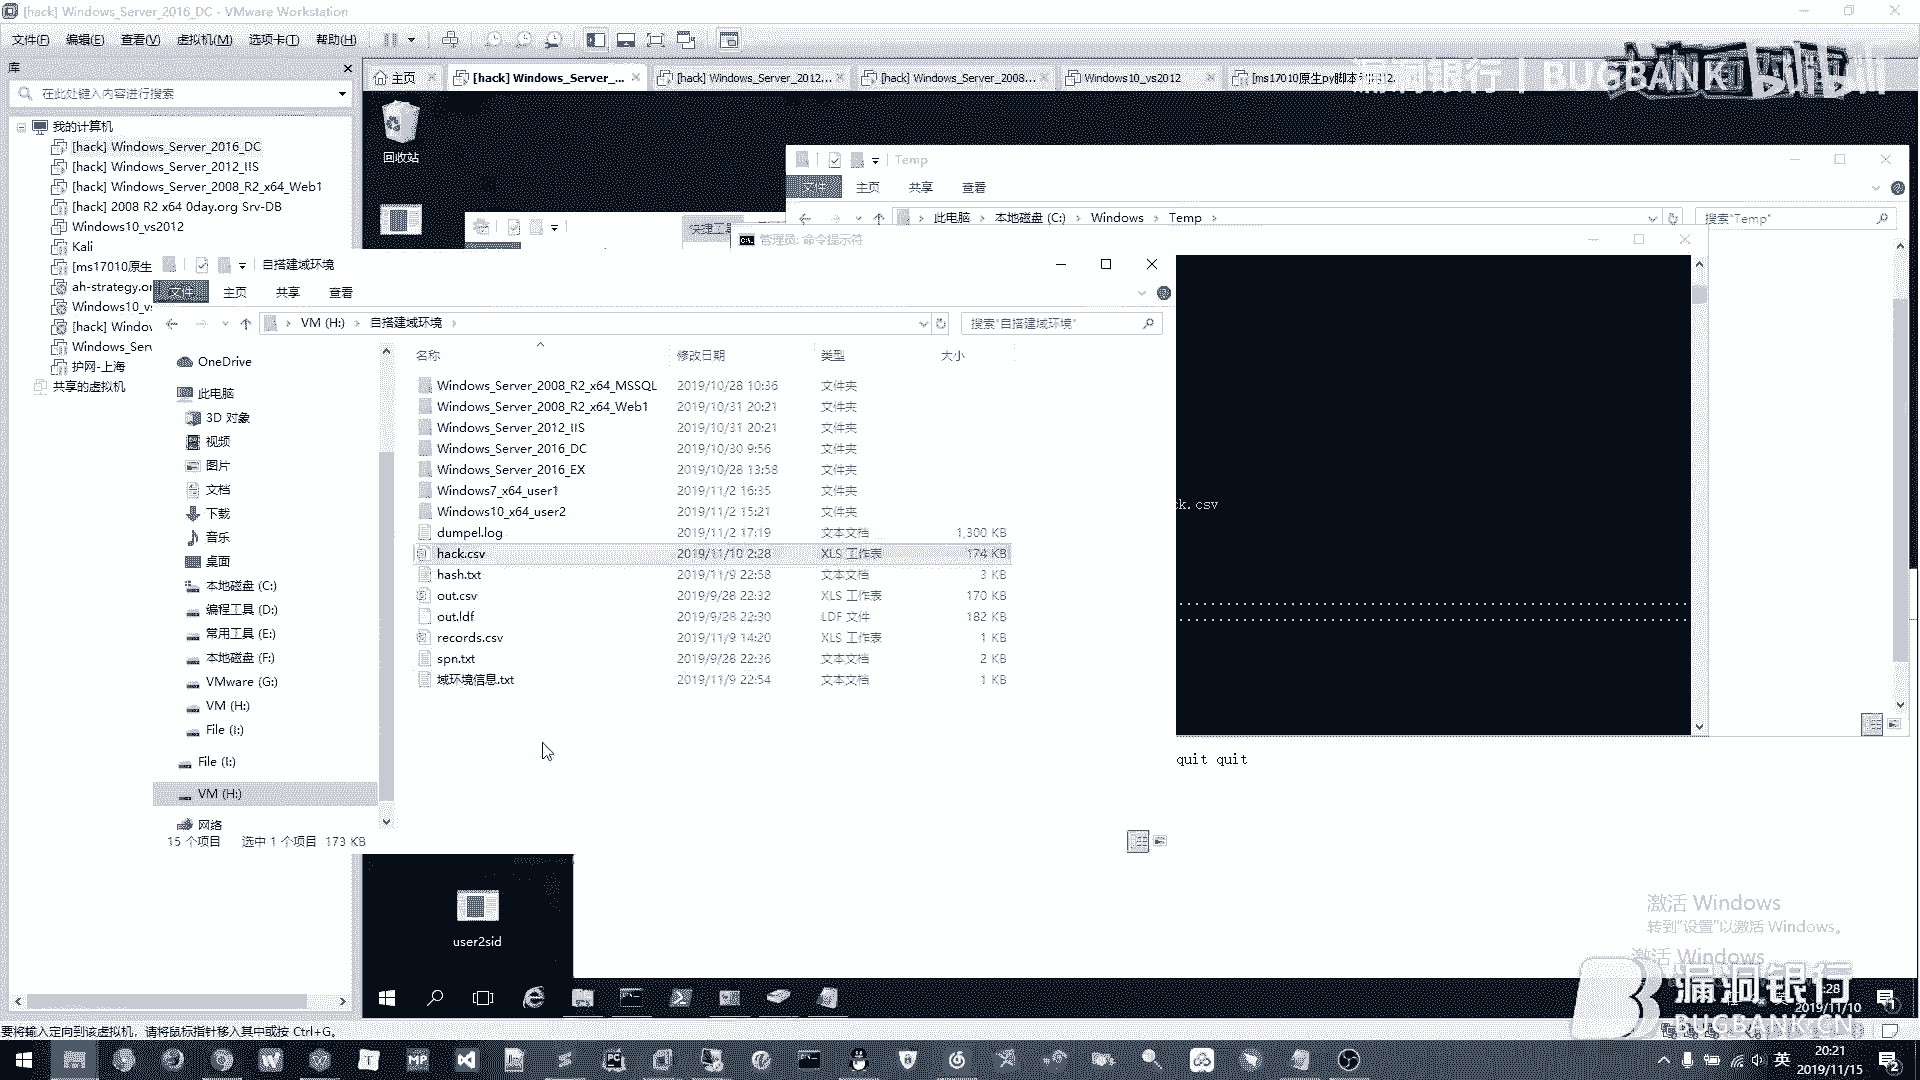 [hack] Windows_Server_2016_DC - VMware Workstation
文件(F) 编辑(E) 查看(V) 虚拟机(M) 选项卡(T) 帮助(H)
库
在此处键入内容进行搜索
主页
[hack] Windows_Server_...
[hack] Windows_Server_2012...
[hack] Windows_Server_2008...
Windows10_vs2012
漏洞银行 | BUGBANK
bilibili
我的计算机
[hack] Windows_Server_2016_DC
[hack] Windows_Server_2012_IIS
[hack] Windows_Server_2008_R2_x64_Web1
[hack] 2008 R2 x64 0day.org Srv-DB
Windows10_vs2012
Kali
[ms17010原生
ah-strategy.or
Windows10_vs
[hack] Windo
Windows_Serv
护网-上海
共享的虚拟机
回收站
Temp
文件 主页 共享 查看
此电脑 本地磁盘 (C:) Windows Temp
搜索"Temp"
快捷工具
管理员: 命令提示符
自搭建域环境
文件 主页 共享 查看
VM (H:) 自搭建域环境
搜索"自搭建域环境"
OneDrive
此电脑
3D 对象
视频
图片
文档
下载
音乐
桌面
本地磁盘 (C:)
编程工具 (D:)
常用工具 (E:)
本地磁盘 (F:)
VMware (G:)
VM (H:)
File (I:)
File (I:)
VM (H:)
网络
名称 修改日期 类型 大小
Windows_Server_2008_R2_x64_MSSQL 2019/10/28 10:36 文件夹
Windows_Server_2008_R2_x64_Web1 2019/10/31 20:21 文件夹
Windows_Server_2012_IIS 2019/10/31 20:21 文件夹
Windows_Server_2016_DC 2019/10/30 9:56 文件夹
Windows_Server_2016_EX 2019/10/28 13:58 文件夹
Windows7_x64_user1 2019/11/2 16:35 文件夹
Windows10_x64_user2 2019/11/2 15:21 文件夹
dumpel.log 2019/11/2 17:19 文本文档 1,300 KB
hack.csv 2019/11/10 2:28 XLS 工作表 174 KB
hash.txt 2019/11/9 22:58 文本文档 3 KB
out.csv 2019/9/28 22:32 XLS 工作表 170 KB
out.ldf 2019/9/28 22:30 LDF 文件 182 KB
records.csv 2019/11/9 14:20 XLS 工作表 1 KB
spn.txt 2019/9/28 22:36 文本文档 2 KB
域环境信息.txt 2019/11/9 22:54 文本文档 1 KB
15 个项目 选中 1 个项目 173 KB
ck.csv
quit quit
user2sid
激活 Windows
转到"设置"以激活 Windows。
激活 Windows
漏洞银行
BUGBANK.CN
:28
2019/11/10
要将输入定向到该虚拟机，请将鼠标指针移入其中或按 Ctrl+G。
英
20:21
2019/11/15